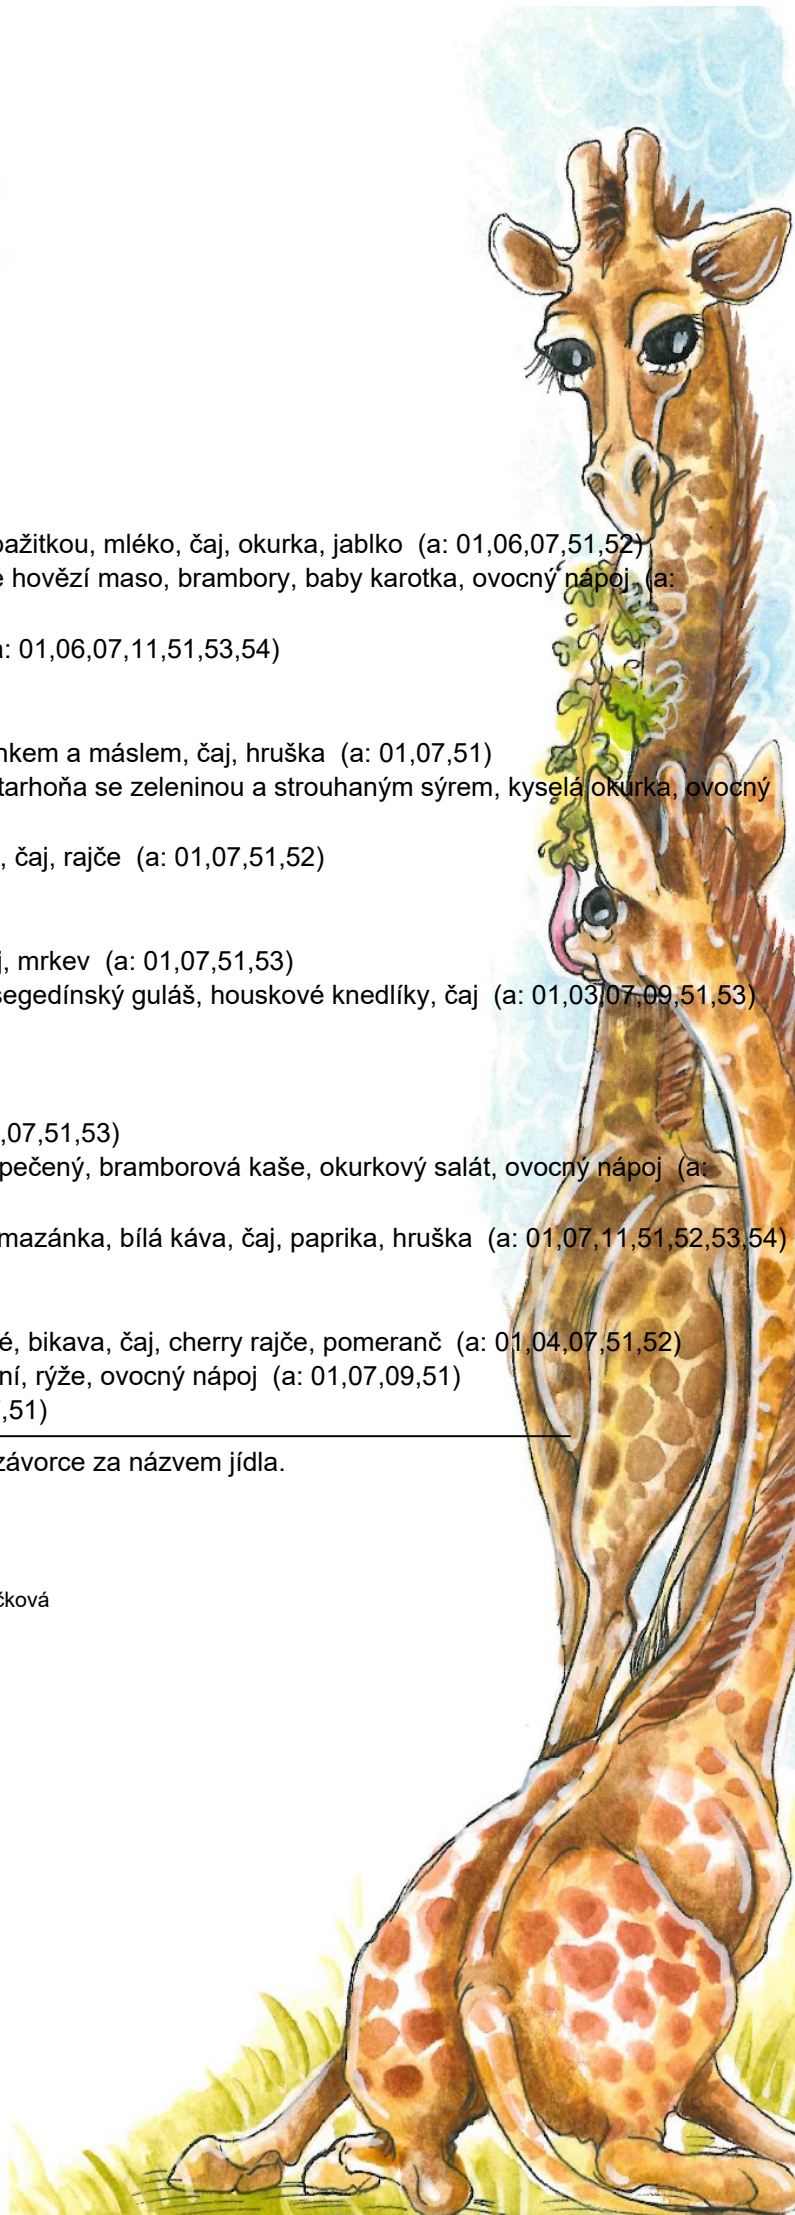 pažitkou, mléko, čaj, okurka, jablko (a: 01,06,07,51,52)
e hovězí maso, brambory, baby karotka, ovocný nápoj (a:
a: 01,06,07,11,51,53,54)
nkem a máslem, čaj, hruška (a: 01,07,51)
tarhoňa se zeleninou a strouhaným sýrem, kyselá okurka, ovocný
, čaj, rajče (a: 01,07,51,52)
j, mrkev (a: 01,07,51,53)
segedínský guláš, houskové knedlíky, čaj (a: 01,03,07,09,51,53)
,07,51,53)
pečený, bramborová kaše, okurkový salát, ovocný nápoj (a:
mazánka, bílá káva, čaj, paprika, hruška (a: 01,07,11,51,52,53,54)
é, bikava, čaj, cherry rajče, pomeranč (a: 01,04,07,51,52)
ní, rýže, ovocný nápoj (a: 01,07,09,51)
,51)
závorce za názvem jídla.
čková